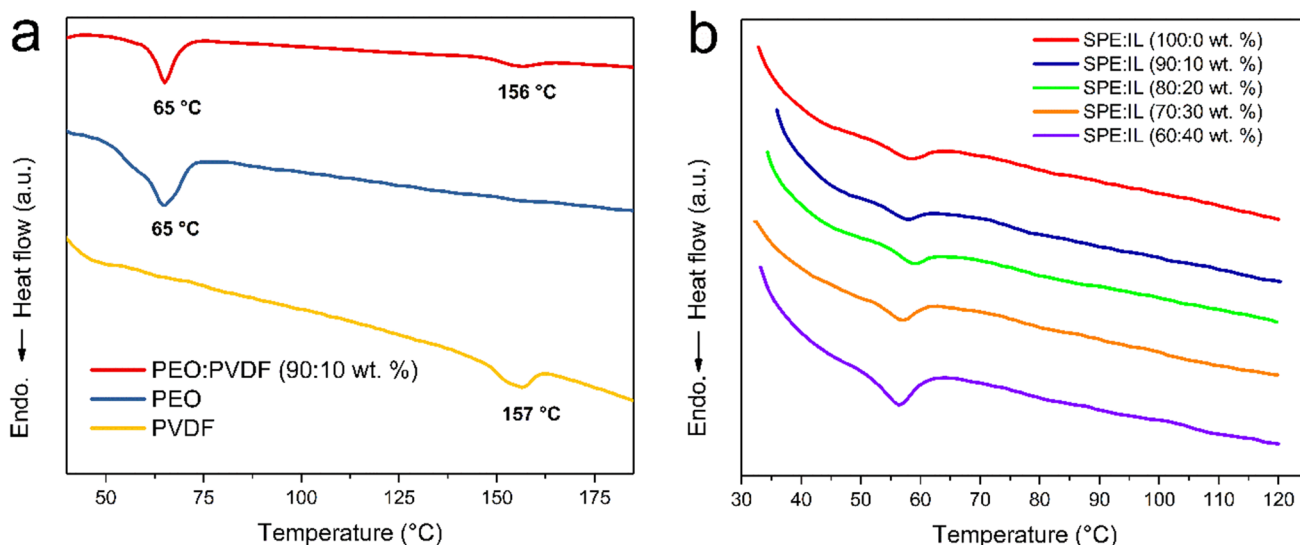 a
Endo. ← Heat flow (a.u.)
65 °C
156 °C
65 °C
157 °C
PEO:PVDF (90:10 wt. %)
PEO
PVDF
50 75 100 125 150 175
Temperature (°C)
b
Endo. ← Heat flow (a.u.)
SPE:IL (100:0 wt. %)
SPE:IL (90:10 wt. %)
SPE:IL (80:20 wt. %)
SPE:IL (70:30 wt. %)
SPE:IL (60:40 wt. %)
30 40 50 60 70 80 90 100 110 120
Temperature (°C)